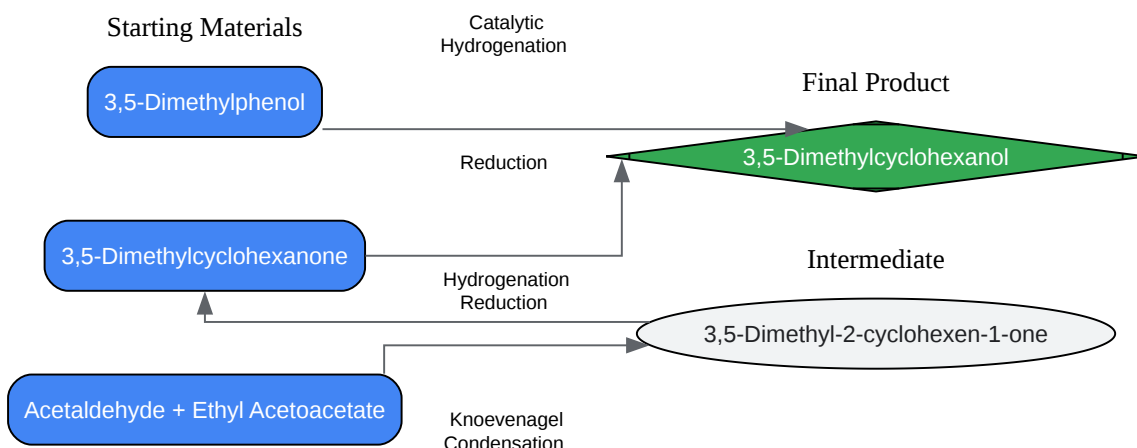 Starting Materials
Catalytic
Hydrogenation
3,5-Dimethylphenol
Final Product
Reduction
3,5-Dimethylcyclohexanol
3,5-Dimethylcyclohexanone
Intermediate
Hydrogenation
Reduction
3,5-Dimethyl-2-cyclohexen-1-one
Acetaldehyde + Ethyl Acetoacetate
Knoevenagel
Condensation